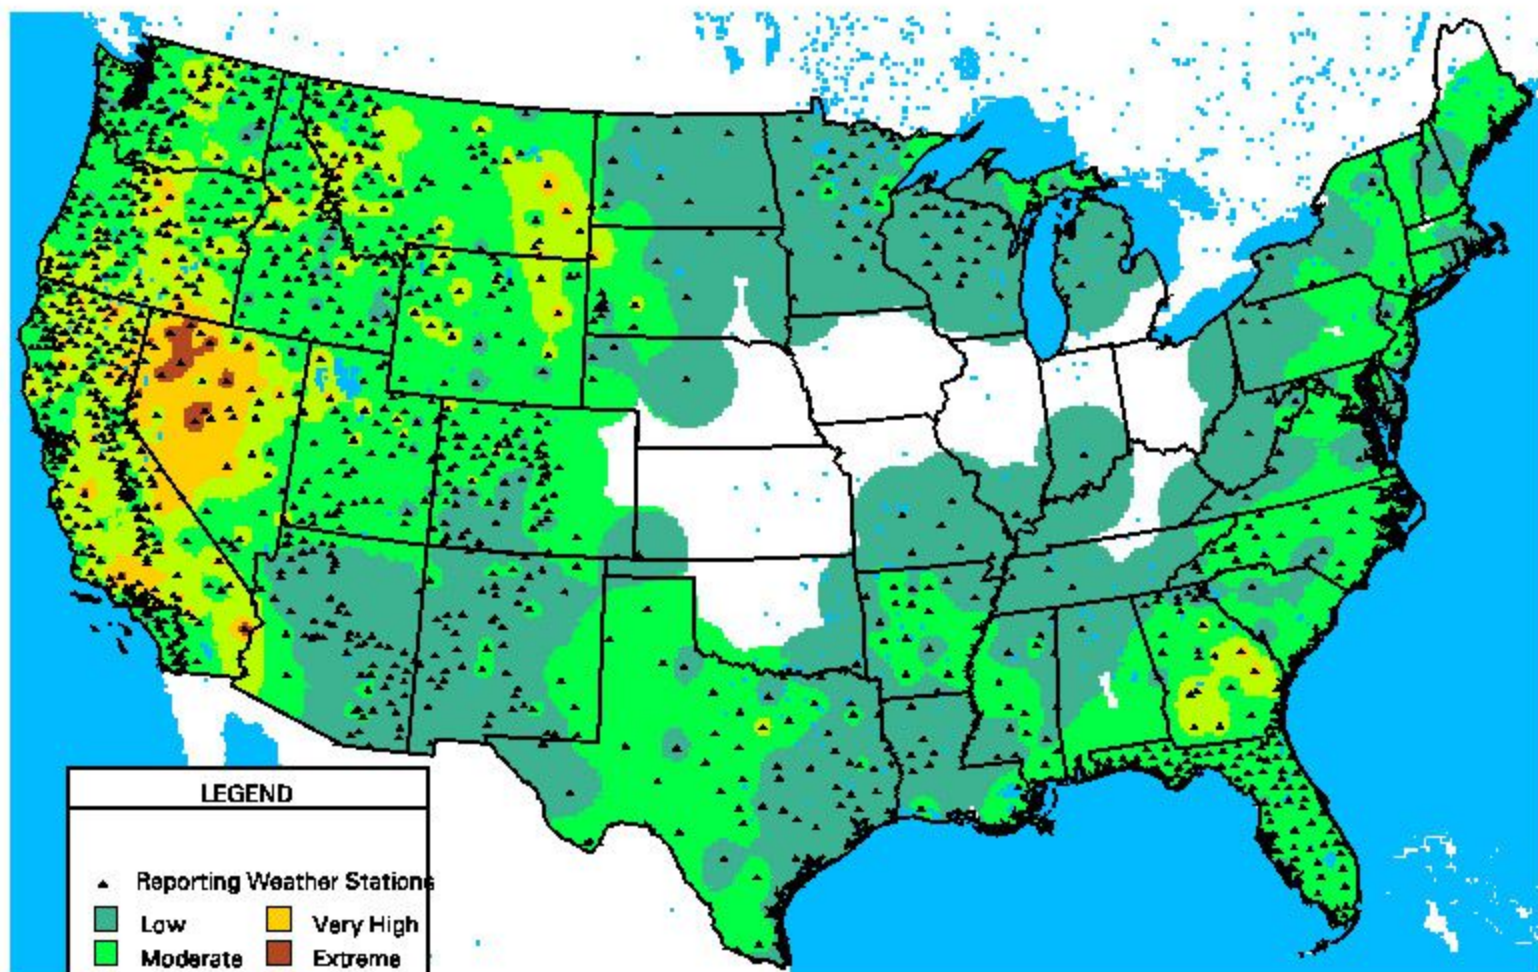 LEGEND
Reporting Weather Stations
Low
Very High
Moderate
Extreme